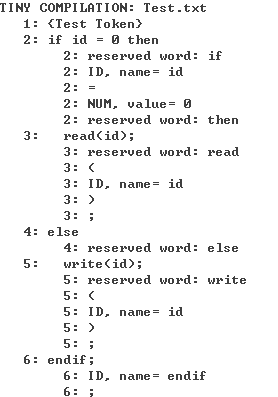 TINY COMPILATION: Test.txt
1: {Test Token}
2: if id = 0 then
2: reserved word: if
2: ID, name= id
2: =
2: NUM, value= 0
2: reserved word: then
3: read(id);
3: reserved word: read
3: (
3: ID, name= id
3: )
3: ;
4: else
4: reserved word: else
5: write(id);
5: reserved word: write
5: (
5: ID, name= id
5: )
5: ;
6: endif;
6: ID, name= endif
6: ;